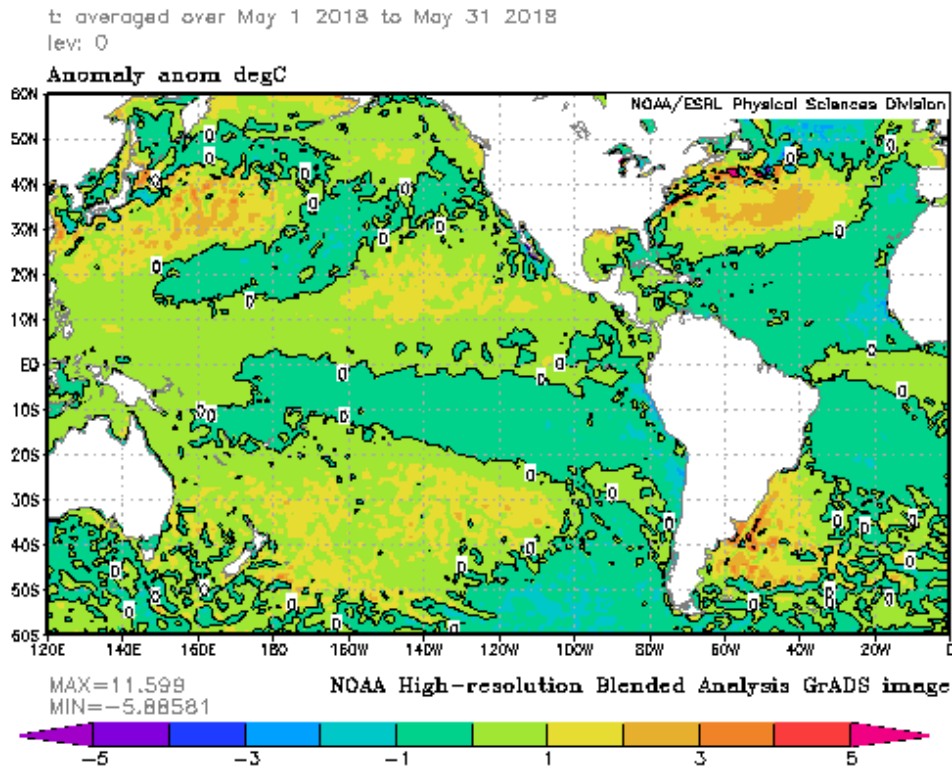 t: averaged over May 1 2018 to May 31 2018
lev: 0
Anomaly anom degC
NOAA/ESRL Physical Sciences Division
60N
50N
40N
30N
20N
10N
EQ
10S
20S
30S
40S
50S
60S
120E 140E 160E 180 160W 140W 120W 100W 80W 60W 40W 20W 0
MAX=11.599
MIN=-5.88581
NOAA High-resolution Blended Analysis GrADS image
-5 -3 -1 1 3 5